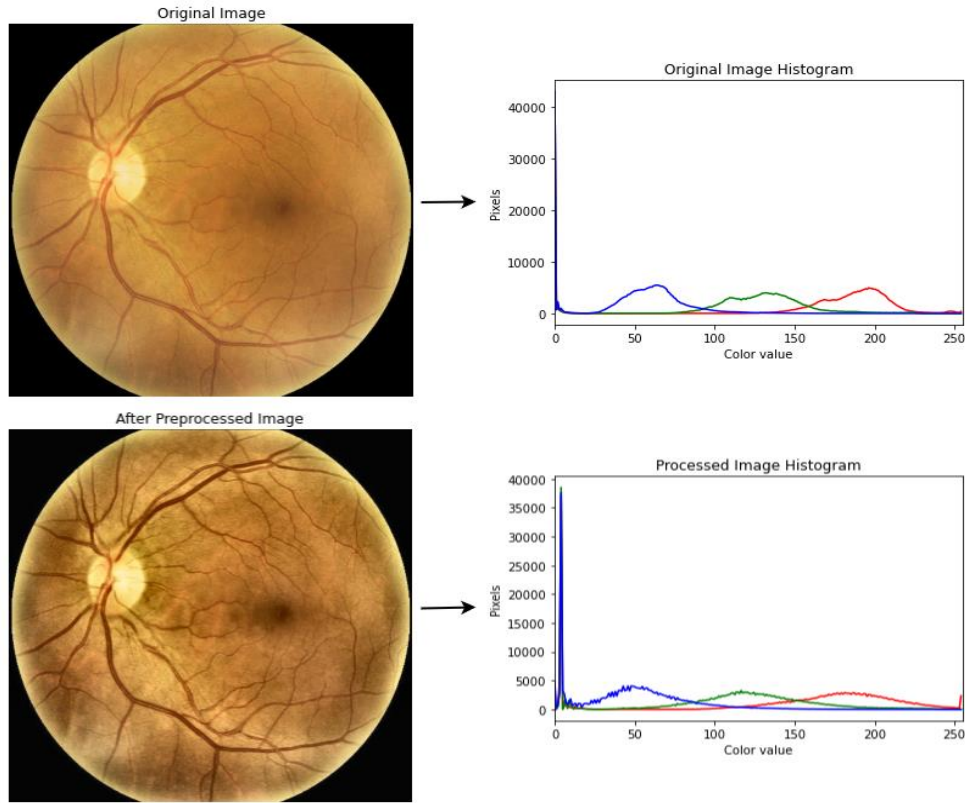 Original Image
Original Image Histogram
40000
30000
20000
10000
0
Pixels
0 50 100 150 200 250
Color value
After Preprocessed Image
Processed Image Histogram
40000
35000
30000
25000
20000
15000
10000
5000
0
Pixels
0 50 100 150 200 250
Color value